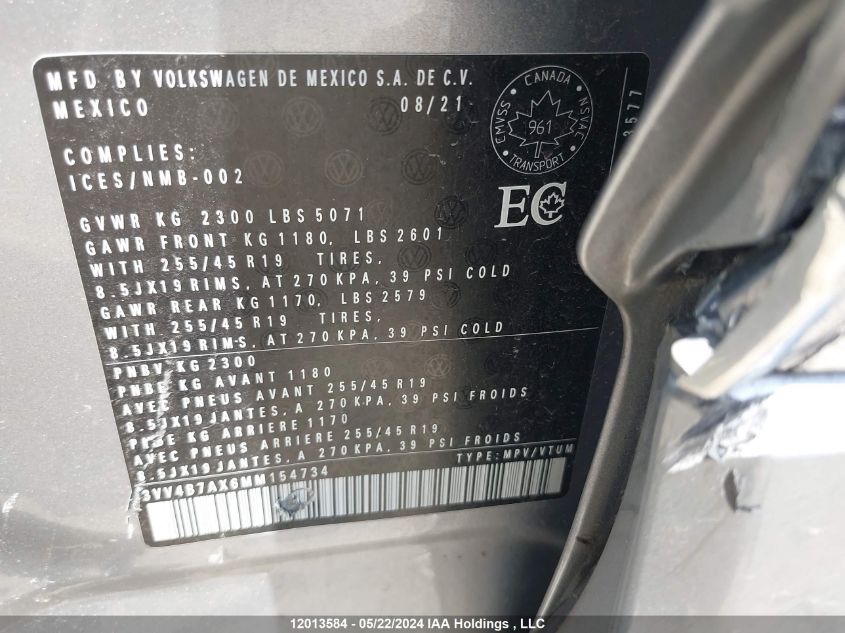 MFD BY VOLKSWAGEN DE MEXICO S.A. DE C.V.
MEXICO 08/21
CANADA
CMVSS NSVAC
961
TRANSPORT
3577
COMPLIES:
ICES/NMB-002
EC
GVWR KG 2300 LBS 5071
GAWR FRONT KG 1180, LBS 2601
WITH 255/45 R19 TIRES,
8.5JX19 RIMS, AT 270 KPA, 39 PSI COLD
GAWR REAR KG 1170, LBS 2579
WITH 255/45 R19 TIRES,
8.5JX19 RIMS, AT 270 KPA, 39 PSI COLD
PNBV KG 2300
PNBE KG AVANT 1180
AVEC PNEUS AVANT 255/45 R19
8.5JX19 JANTES, A 270 KPA, 39 PSI FROIDS
PNBE KG ARRIERE 1170
AVEC PNEUS ARRIERE 255/45 R19
8.5JX19 JANTES, A 270 KPA, 39 PSI FROIDS
3VV4B7AX6MM154734 TYPE: MPV/VTUM
12013584 - 05/22/2024 IAA Holdings , LLC